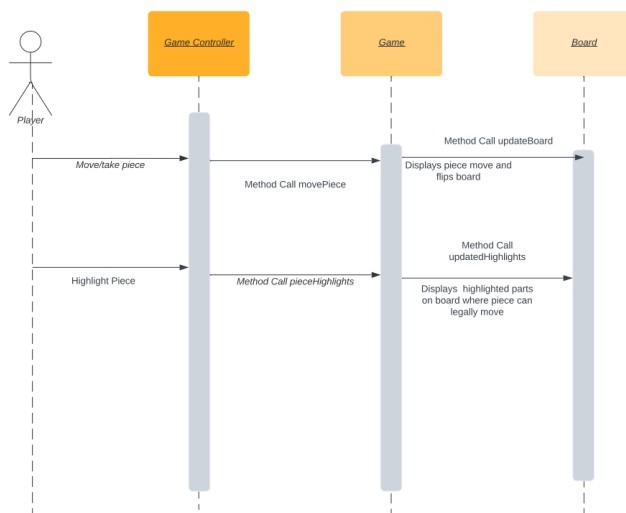 Game Controller
Game
Board
Player
Method Call updateBoard
Move/take piece
Displays piece move and
flips board
Method Call movePiece
Method Call
updatedHighlights
Highlight Piece
Method Call pieceHighlights
Displays highlighted parts
on board where piece can
legally move